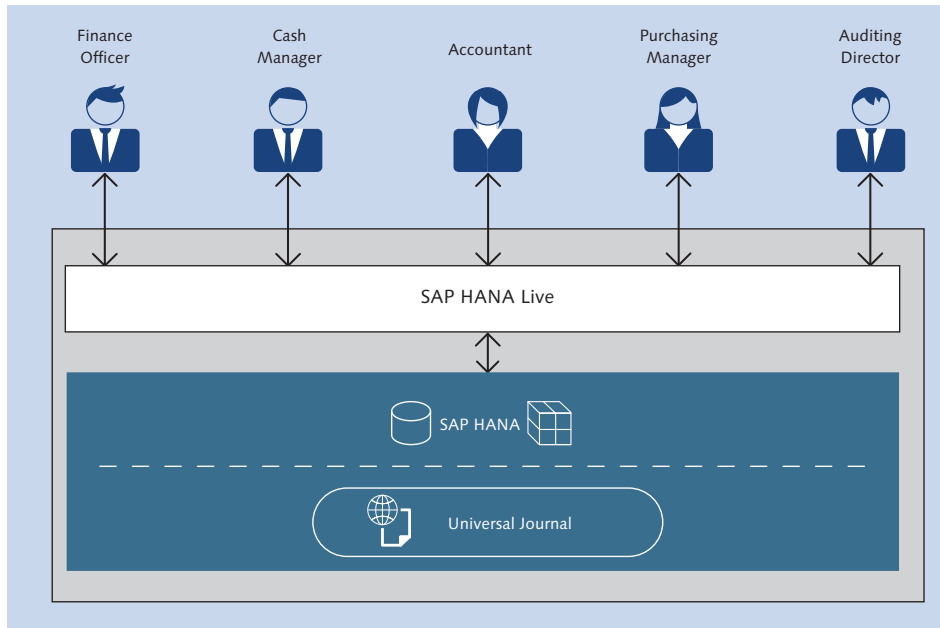 Finance
Officer
Cash
Manager
Accountant
Purchasing
Manager
Auditing
Director
SAP HANA Live
SAP HANA
Universal Journal